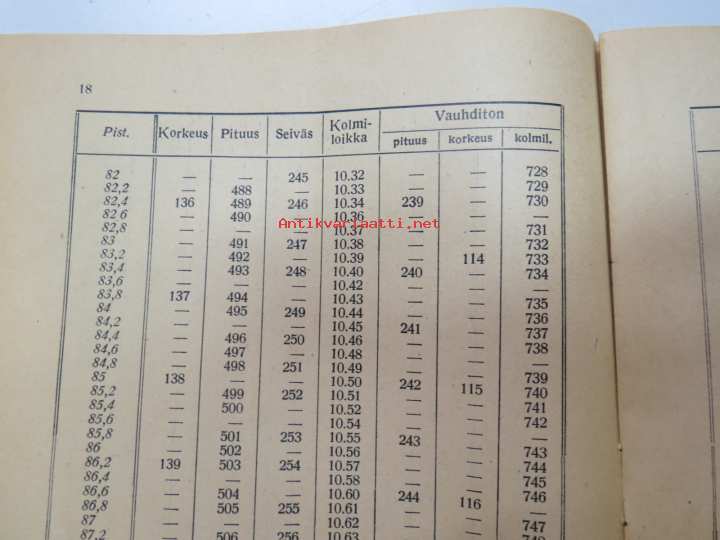 18
Pist. Korkeus Pituus Seiväs Kolmi-loikka Vauhditon
pituus korkeus kolmil.
82 — — 245 10.32 — — 728
82,2 — 488 — 10.33 — — 729
82,4 136 489 246 10.34 239 — 730
82 6 — 490 — 10.36 — — —
82,8 — — — 10.37 — — 731
83 — 491 247 10.38 — — 732
83,2 — 492 — 10.39 — 114 733
83,4 — 493 248 10.40 240 — 734
83,6 — — — 10.42 — — —
83,8 137 494 — 10.43 — — 735
84 — 495 249 10.44 — — 736
84,2 — — — 10.45 241 — 737
84,4 — 496 250 10.46 — — 738
84,6 — 497 — 10.48 — — —
84,8 — 498 251 10.49 — — 739
85 138 — — 10.50 242 115 740
85,2 — 499 252 10.51 — — 741
85,4 — 500 — 10.52 — — 742
85,6 — — — 10.54 — — —
85,8 — 501 253 10.55 243 — 743
86 — 502 — 10.56 — — 744
86,2 139 503 254 10.57 — — 745
86,4 — — — 10.58 — — 746
86,6 — 504 — 10.60 244 116 —
86,8 — 505 255 10.61 — — 747
87 — — — 10.62 — —
87,2 — 506 256 10.63
Antikvariaatti.net